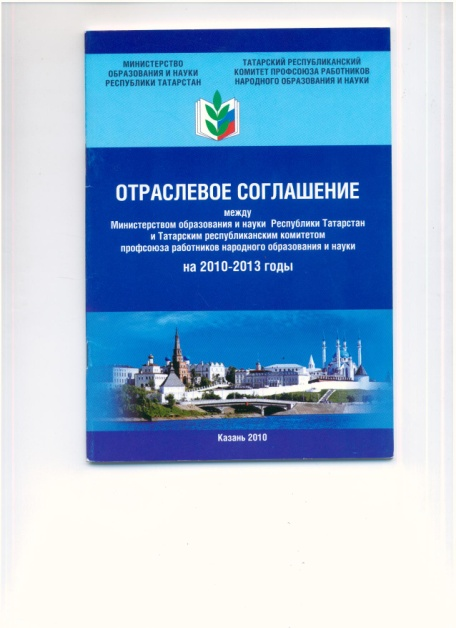 МИНИСТЕРСТВО
ОБРАЗОВАНИЯ И НАУКИ
РЕСПУБЛИКИ ТАТАРСТАН
ТАТАРСКИЙ РЕСПУБЛИКАНСКИЙ
КОМИТЕТ ПРОФСОЮЗА РАБОТНИКОВ
НАРОДНОГО ОБРАЗОВАНИЯ И НАУКИ
ОТРАСЛЕВОЕ СОГЛАШЕНИЕ
между
Министерством образования и науки Республики Татарстан
и Татарским республиканским комитетом
профсоюза работников народного образования и науки
на 2010-2013 годы
Казань 2010